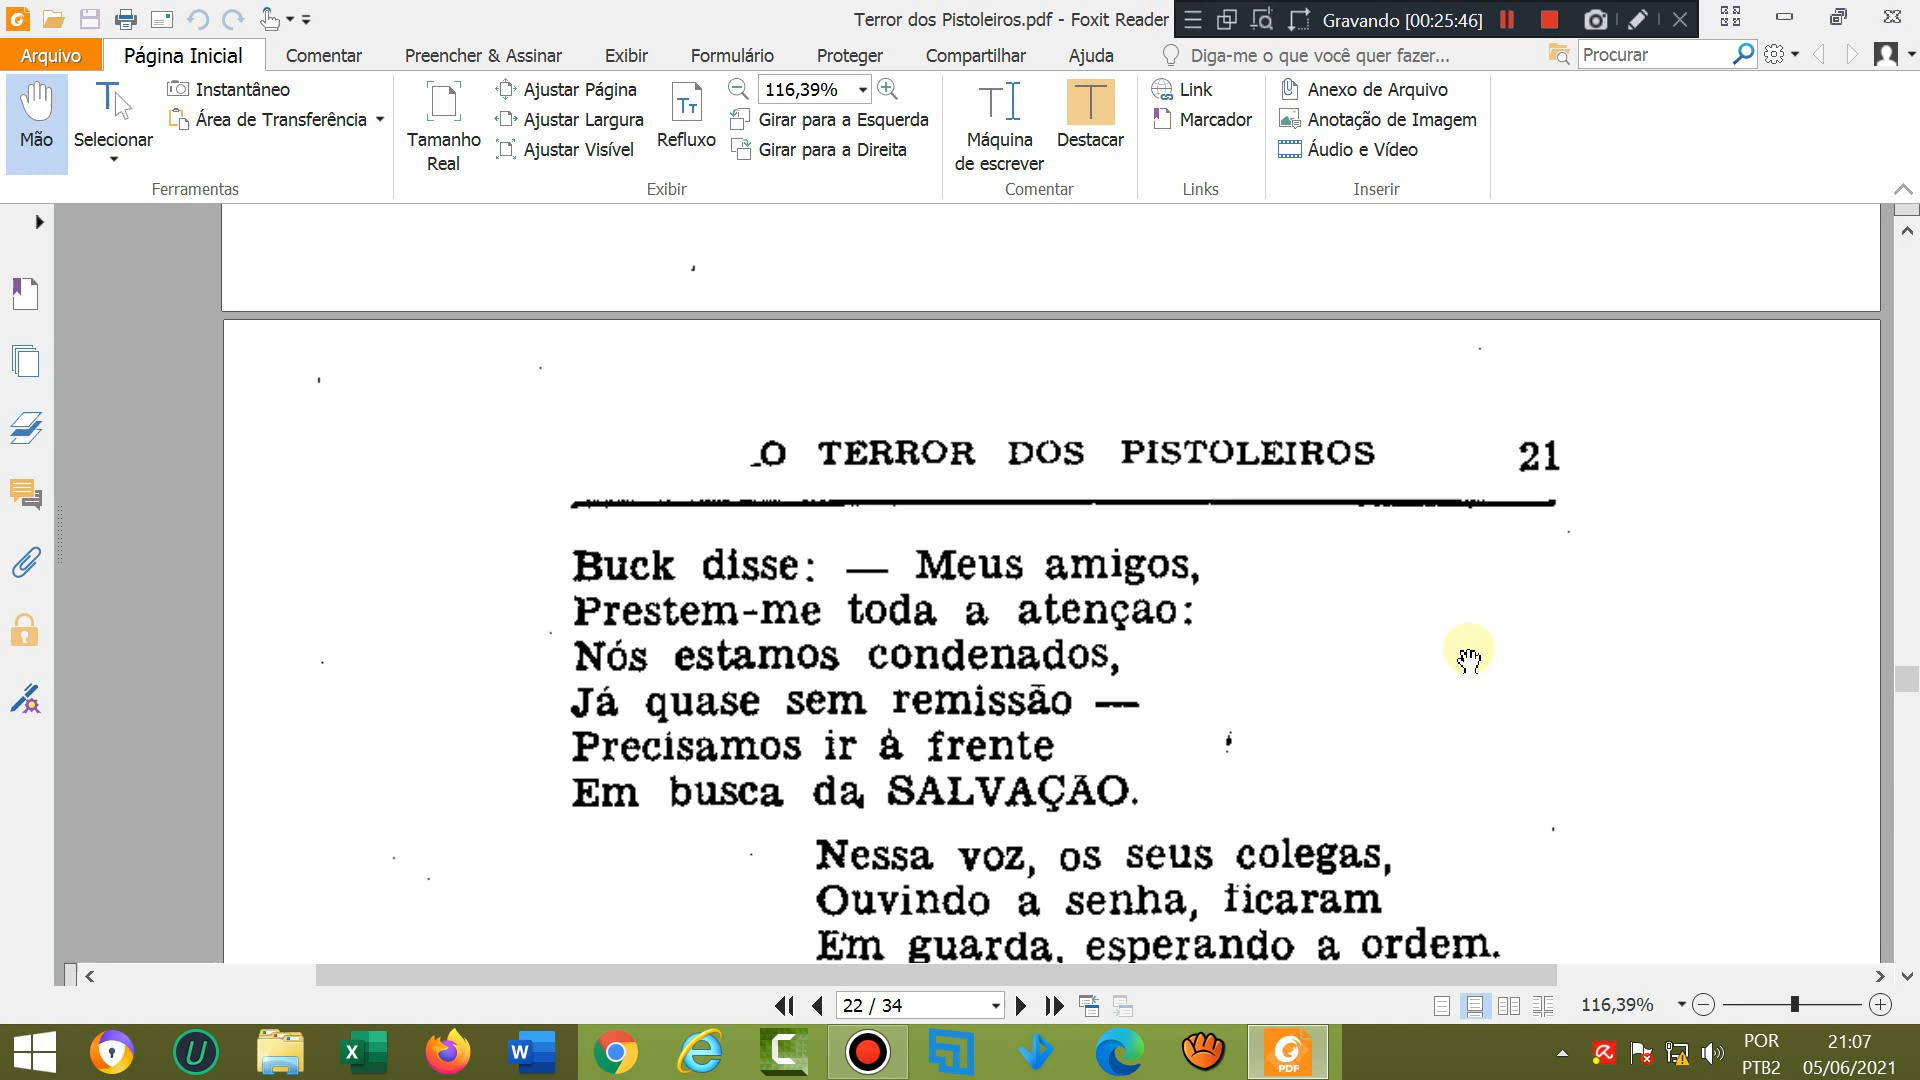 Terror dos Pistoleiros.pdf - Foxit Reader
Gravando [00:25:46]
Arquivo
Página Inicial
Comentar
Preencher & Assinar
Exibir
Formulário
Proteger
Compartilhar
Ajuda
Diga-me o que você quer fazer...
Procurar
Mão
Selecionar
Instantâneo
Área de Transferência
Ferramentas
Tamanho
Real
Ajustar Página
Ajustar Largura
Ajustar Visível
Refluxo
116,39%
Girar para a Esquerda
Girar para a Direita
Exibir
Máquina
de escrever
Destacar
Comentar
Link
Marcador
Links
Anexo de Arquivo
Anotação de Imagem
Áudio e Vídeo
Inserir
O TERROR DOS PISTOLEIROS 21
Buck disse: — Meus amigos,
Prestem-me toda a atençao:
Nós estamos condenados,
Já quase sem remissão —
Precisamos ir à frente
Em busca da SALVAÇÃO.
Nessa voz, os seus colegas,
Ouvindo a senha, ficaram
Em guarda, esperando a ordem.
22 / 34
116,39%
POR
PTB2
21:07
05/06/2021